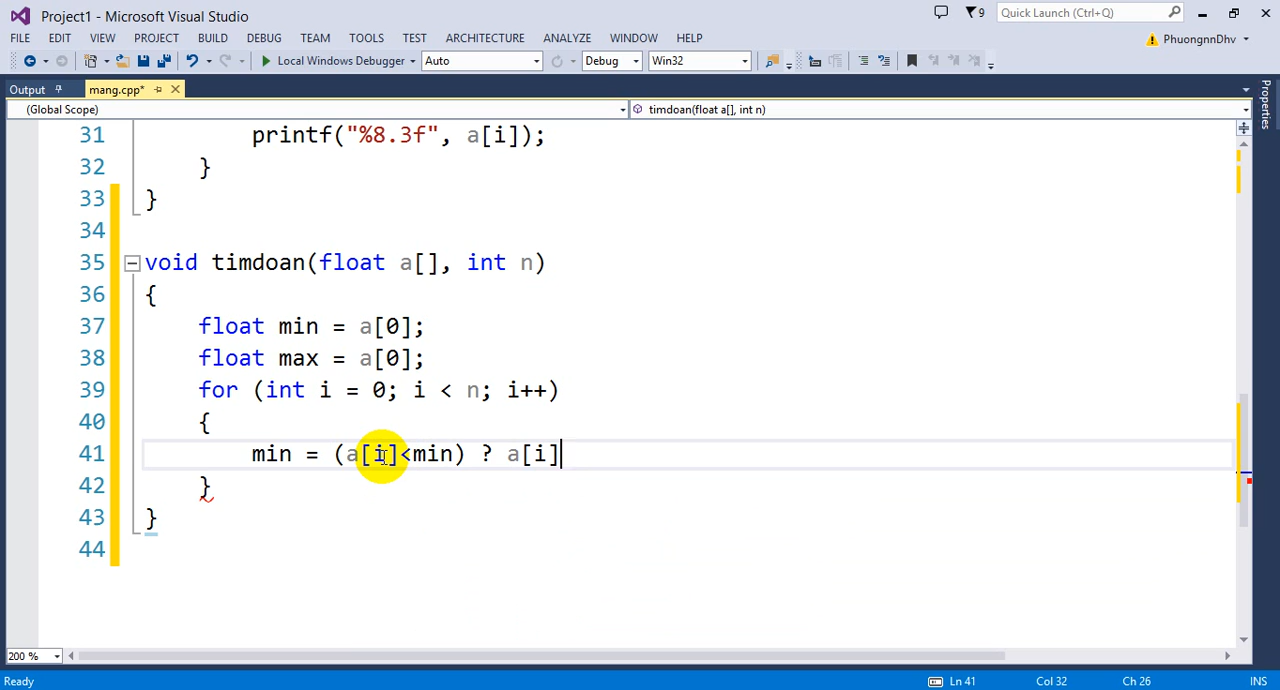 Project1 - Microsoft Visual Studio
9
Quick Launch (Ctrl+Q)
FILE EDIT VIEW PROJECT BUILD DEBUG TEAM TOOLS TEST ARCHITECTURE ANALYZE WINDOW HELP
PhuongnnDhv
Local Windows Debugger Auto Debug Win32
Output mang.cpp*
Properties
(Global Scope) timdoan(float a[], int n)
31 printf("%8.3f", a[i]);
32 }
33 }
34
35 void timdoan(float a[], int n)
36 {
37 float min = a[0];
38 float max = a[0];
39 for (int i = 0; i < n; i++)
40 {
41 min = (a[i]<min) ? a[i]
42 }
43 }
44
200 %
Ready Ln 41 Col 32 Ch 26 INS